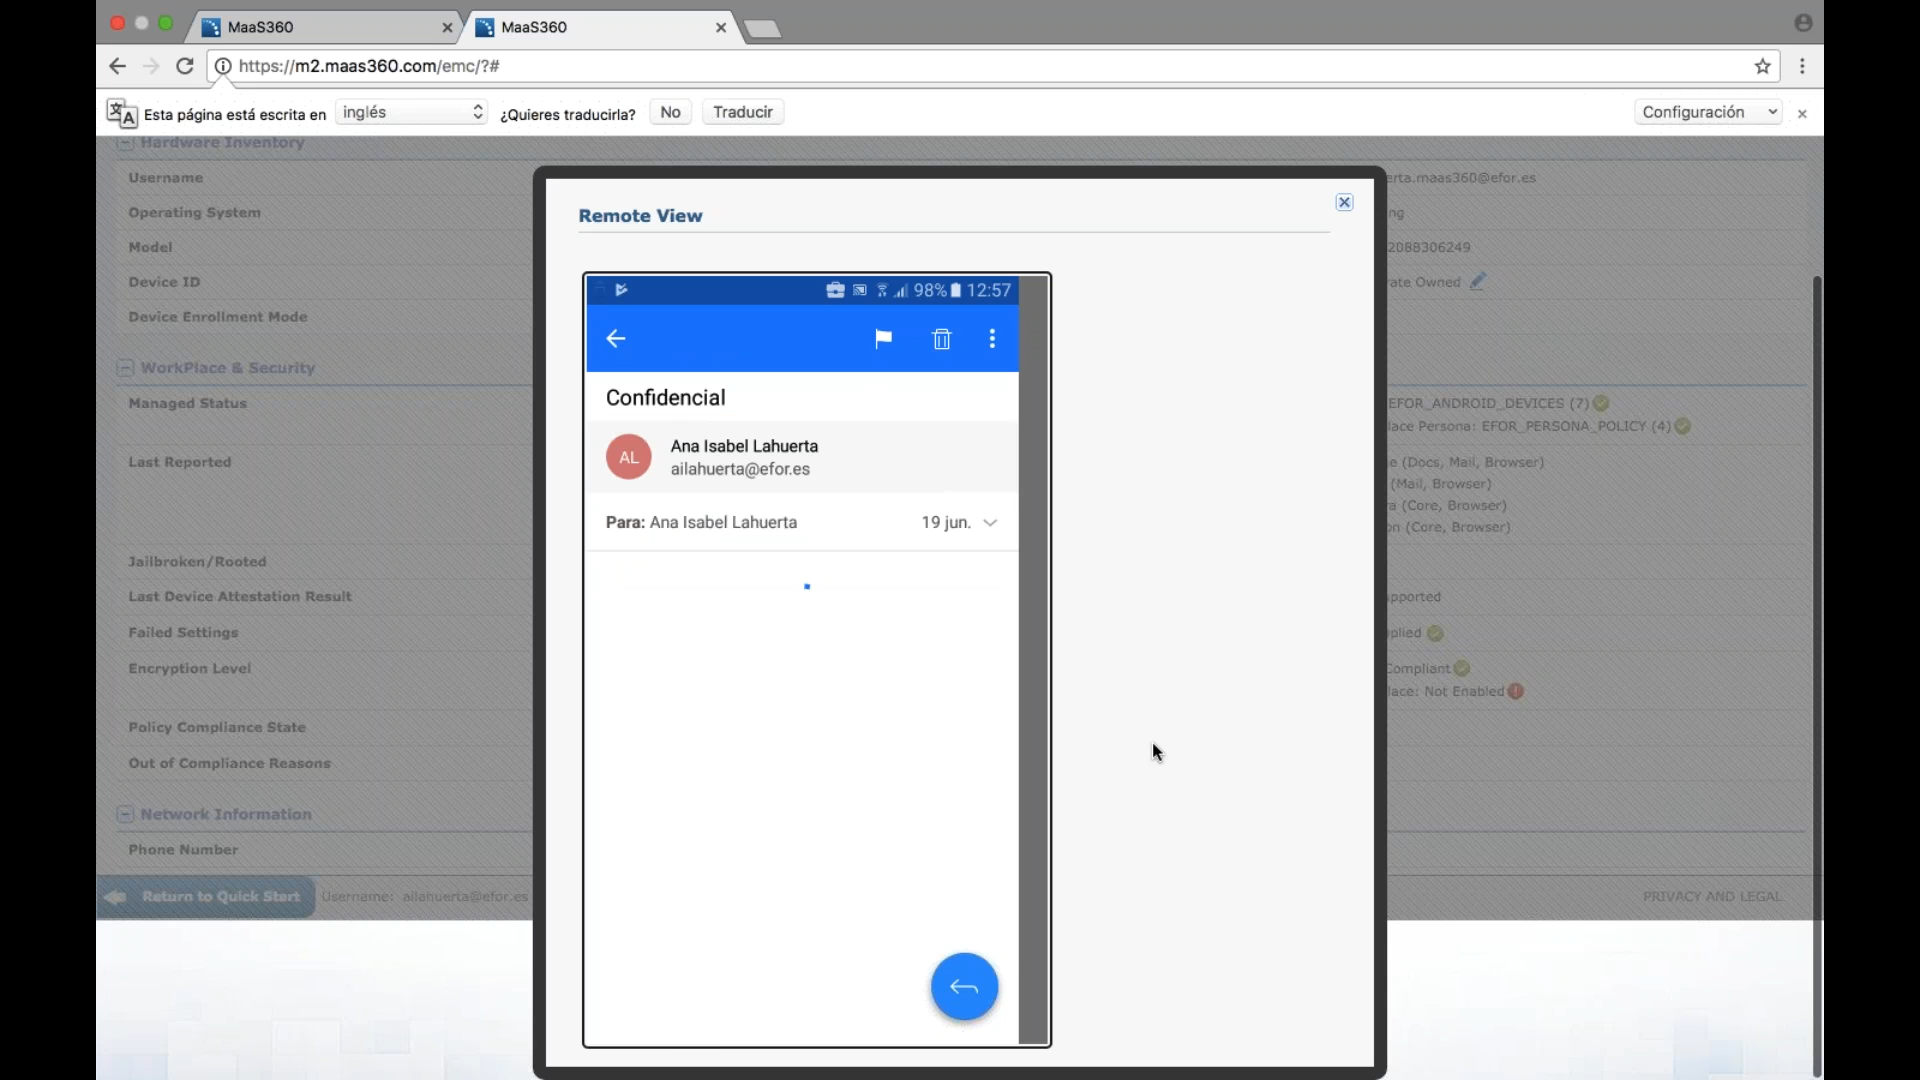 MaaS360
MaaS360
https://m2.maas360.com/emc/?#
Esta página está escrita en inglés ¿Quieres traducirla? No Traducir Configuración
Hardware Inventory
Username
erta.maas360@efor.es
Operating System
ng
Model
2088306249
Device ID
ate Owned
Device Enrollment Mode
WorkPlace & Security
Managed Status
EFOR_ANDROID_DEVICES (7)
lace Persona: EFOR_PERSONA_POLICY (4)
Last Reported
e (Docs, Mail, Browser)
(Mail, Browser)
a (Core, Browser)
on (Core, Browser)
Jailbroken/Rooted
Last Device Attestation Result
pported
Failed Settings
plied
Encryption Level
Compliant
lace: Not Enabled
Policy Compliance State
Out of Compliance Reasons
Network Information
Phone Number
Return to Quick Start
Username: ailahuerta@efor.es
PRIVACY AND LEGAL
Remote View
98% 12:57
Confidencial
AL
Ana Isabel Lahuerta
ailahuerta@efor.es
Para: Ana Isabel Lahuerta 19 jun.